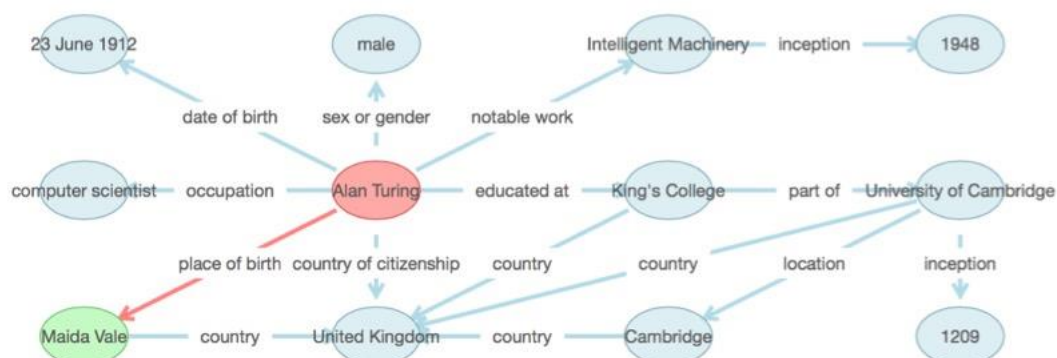 23 June 1912 male Intelligent Machinery inception 1948
date of birth sex or gender notable work
computer scientist occupation Alan Turing educated at King's College part of University of Cambridge
place of birth country of citizenship country country location inception
Maida Vale country United Kingdom country Cambridge 1209